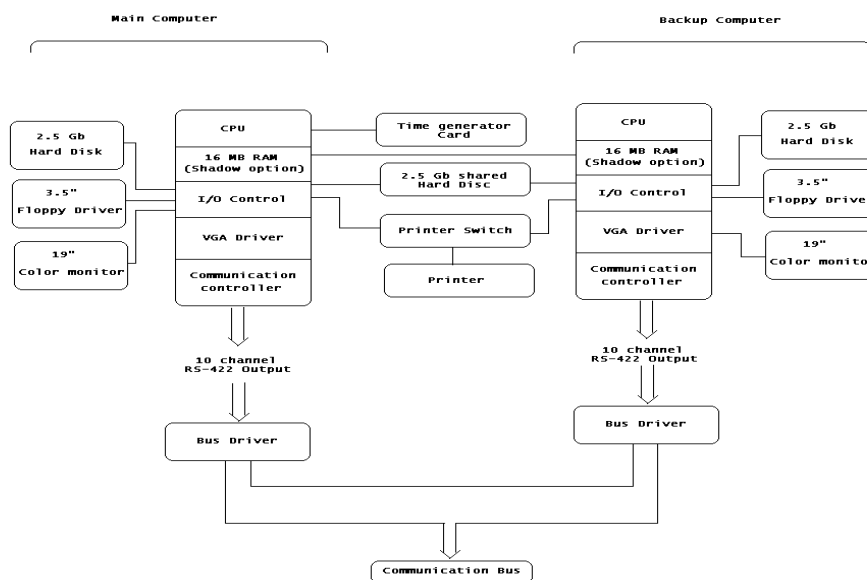 Main Computer
Backup Computer
CPU
16 MB RAM
(Shadow option)
I/O Control
VGA Driver
Communication
controller
2.5 Gb
Hard Disk
3.5"
Floppy Driver
19"
Color monitor
Time generator
Card
2.5 Gb shared
Hard Disc
Printer Switch
Printer
CPU
16 MB RAM
(Shadow option)
I/O Control
VGA Driver
Communication
controller
2.5 Gb
Hard Disk
3.5"
Floppy Drive
19"
Color monito
10 channel
RS-422 Output
10 channel
RS-422 Output
Bus Driver
Bus Driver
Communication Bus